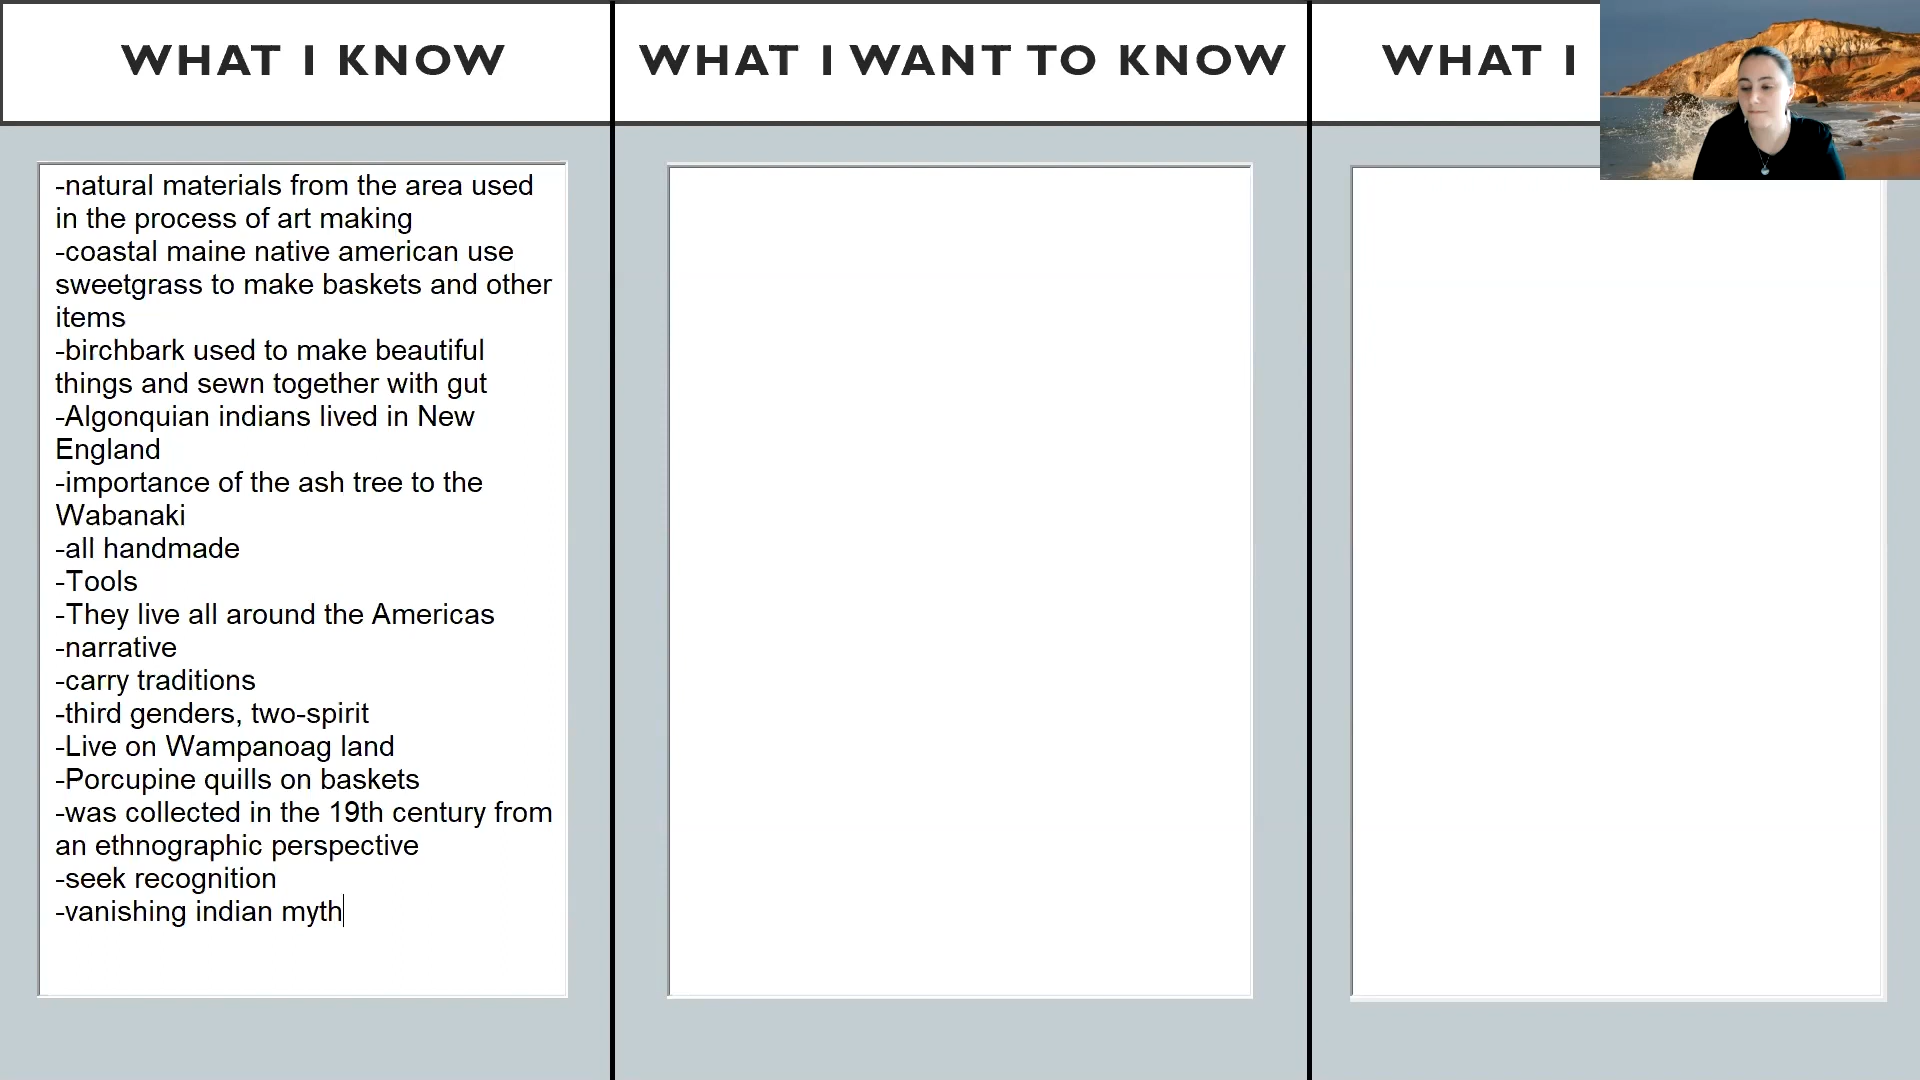 WHAT I KNOW
WHAT I WANT TO KNOW
WHAT I
-natural materials from the area used
in the process of art making
-coastal maine native american use
sweetgrass to make baskets and other
items
-birchbark used to make beautiful
things and sewn together with gut
-Algonquian indians lived in New
England
-importance of the ash tree to the
Wabanaki
-all handmade
-Tools
-They live all around the Americas
-narrative
-carry traditions
-third genders, two-spirit
-Live on Wampanoag land
-Porcupine quills on baskets
-was collected in the 19th century from
an ethnographic perspective
-seek recognition
-vanishing indian myth